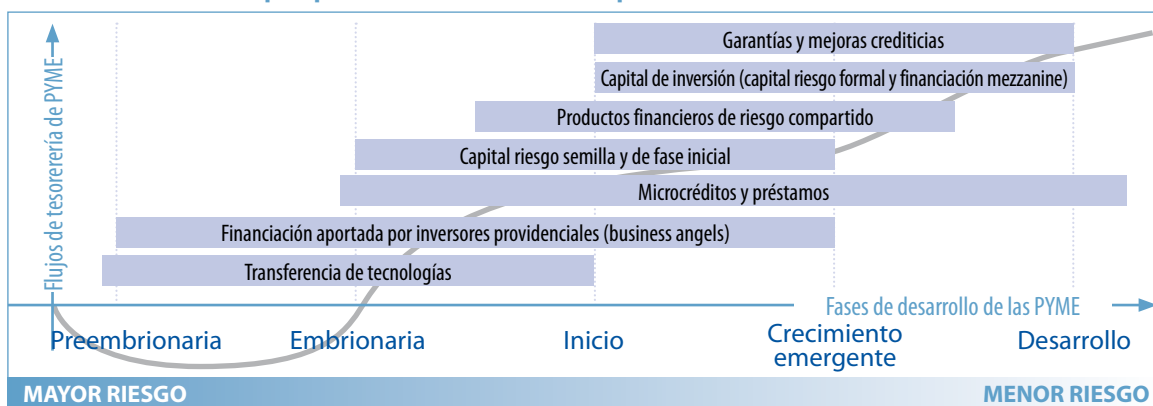 Flujos de tesorerería de PYME
Garantías y mejoras crediticias
Capital de inversión (capital riesgo formal y financiación mezzanine)
Productos financieros de riesgo compartido
Capital riesgo semilla y de fase inicial
Microcréditos y préstamos
Financiación aportada por inversores providenciales (business angels)
Transferencia de tecnologías
Fases de desarrollo de las PYME
Preembrionaria
Embrionaria
Inicio
Crecimiento
emergente
Desarrollo
MAYOR RIESGO
MENOR RIESGO